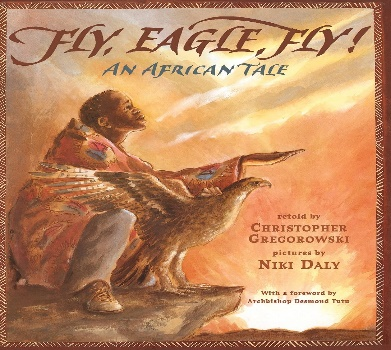 FLY, EAGLE, FLY!
AN AFRICAN TALE
retold by
CHRISTOPHER
GREGOROWSKI
pictures by
NIKI DALY
With a foreword by
Archbishop Desmond Tutu